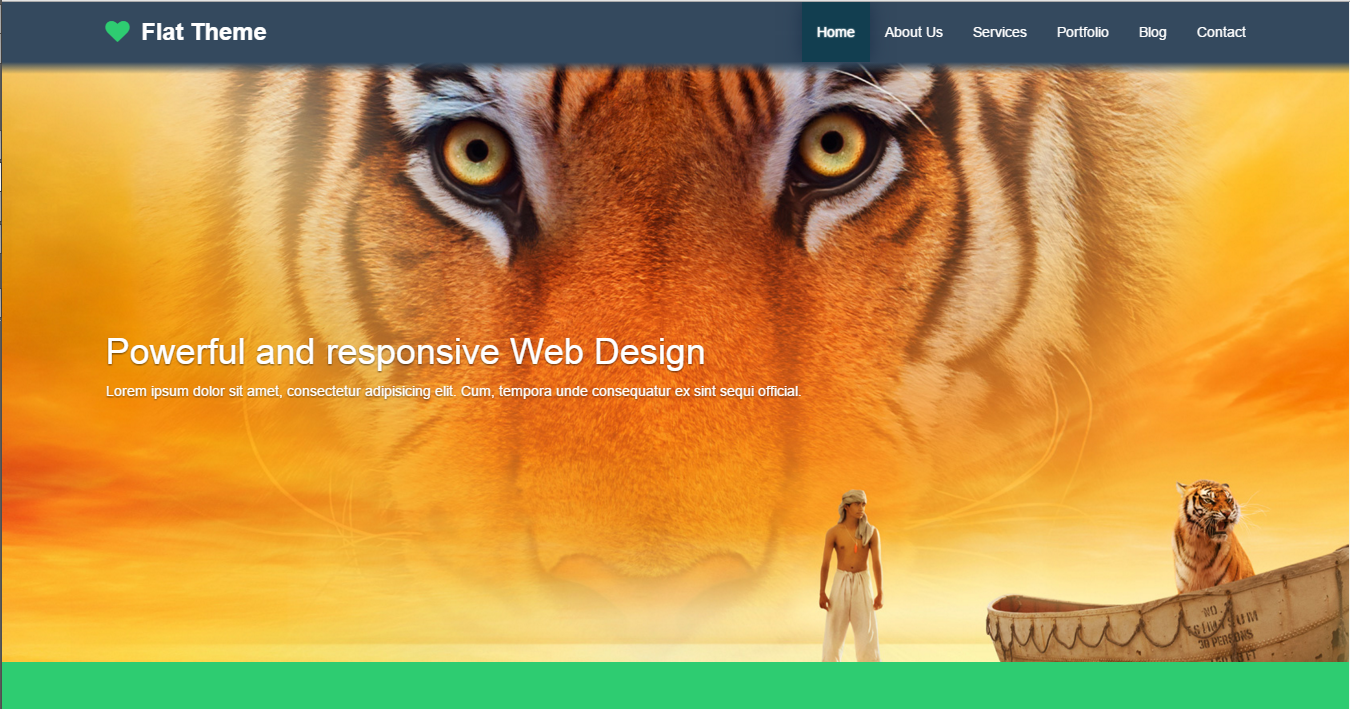 Flat Theme
Home About Us Services Portfolio Blog Contact
Powerful and responsive Web Design
Lorem ipsum dolor sit amet, consectetur adipisicing elit. Cum, tempora unde consequatur ex sint sequi official.
NO.
TSIMTSUM
30 PERSONS